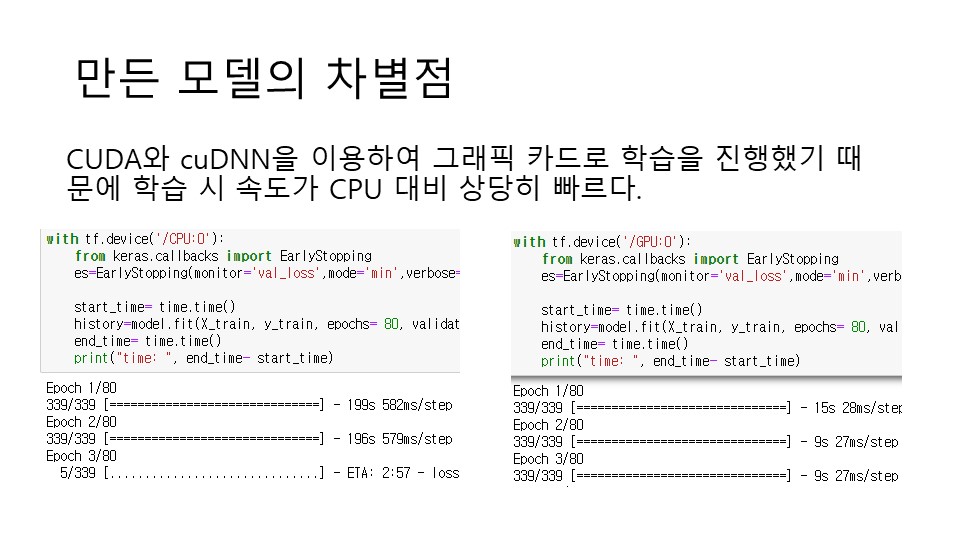 만든 모델의 차별점
CUDA와 cuDNN을 이용하여 그래픽 카드로 학습을 진행했기 때
문에 학습 시 속도가 CPU 대비 상당히 빠르다.
with tf.device('/CPU:0'):
from keras.callbacks import EarlyStopping
es=EarlyStopping(monitor='val_loss',mode='min',verbose=
start_time= time.time()
history=model.fit(X_train, y_train, epochs= 80, validat
end_time= time.time()
print("time: ", end_time- start_time)
Epoch 1/80
339/339 [==============================] - 199s 582ms/step
Epoch 2/80
339/339 [==============================] - 196s 579ms/step
Epoch 3/80
5/339 [..............................] - ETA: 2:57 - loss
with tf.device('/GPU:0'):
from keras.callbacks import EarlyStopping
es=EarlyStopping(monitor='val_loss',mode='min',verb
start_time= time.time()
history=model.fit(X_train, y_train, epochs= 80, val
end_time= time.time()
print("time: ", end_time- start_time)
Epoch 1/80
339/339 [==============================] - 15s 28ms/step
Epoch 2/80
339/339 [==============================] - 9s 27ms/step
Epoch 3/80
339/339 [==============================] - 9s 27ms/step